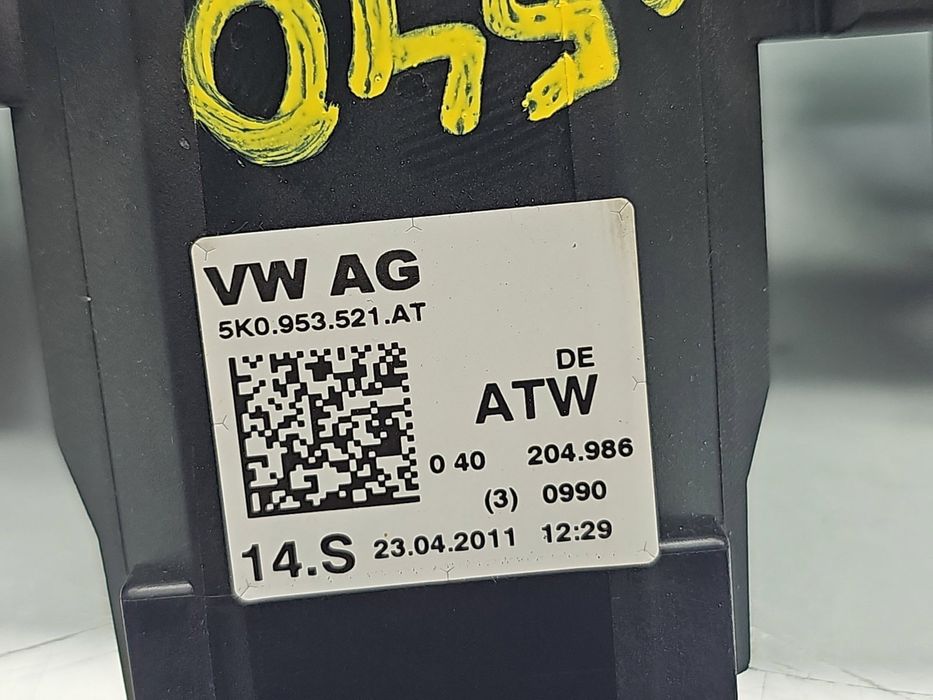 VW AG
5K0.953.521.AT
DE
ATW
0 40 204.986
(3) 0990
14.S 23.04.2011 12:29